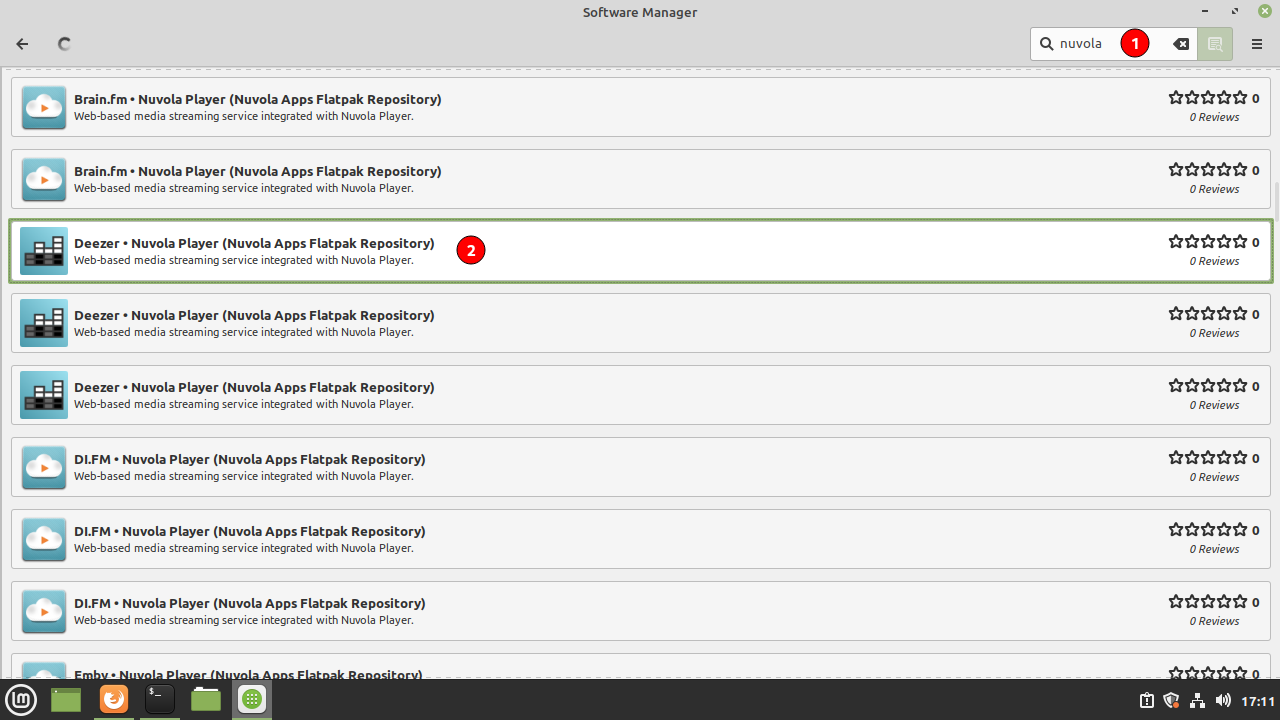 Software Manager
nuvola
1
Brain.fm • Nuvola Player (Nuvola Apps Flatpak Repository)
0
Web-based media streaming service integrated with Nuvola Player.
0 Reviews
Brain.fm • Nuvola Player (Nuvola Apps Flatpak Repository)
0
Web-based media streaming service integrated with Nuvola Player.
0 Reviews
Deezer • Nuvola Player (Nuvola Apps Flatpak Repository)
2
0
Web-based media streaming service integrated with Nuvola Player.
0 Reviews
Deezer • Nuvola Player (Nuvola Apps Flatpak Repository)
0
Web-based media streaming service integrated with Nuvola Player.
0 Reviews
Deezer • Nuvola Player (Nuvola Apps Flatpak Repository)
0
Web-based media streaming service integrated with Nuvola Player.
0 Reviews
DI.FM • Nuvola Player (Nuvola Apps Flatpak Repository)
0
Web-based media streaming service integrated with Nuvola Player.
0 Reviews
DI.FM • Nuvola Player (Nuvola Apps Flatpak Repository)
0
Web-based media streaming service integrated with Nuvola Player.
0 Reviews
DI.FM • Nuvola Player (Nuvola Apps Flatpak Repository)
0
Web-based media streaming service integrated with Nuvola Player.
0 Reviews
Emby • Nuvola Player (Nuvola Apps Flatpak Repository)
0
$_
17:11